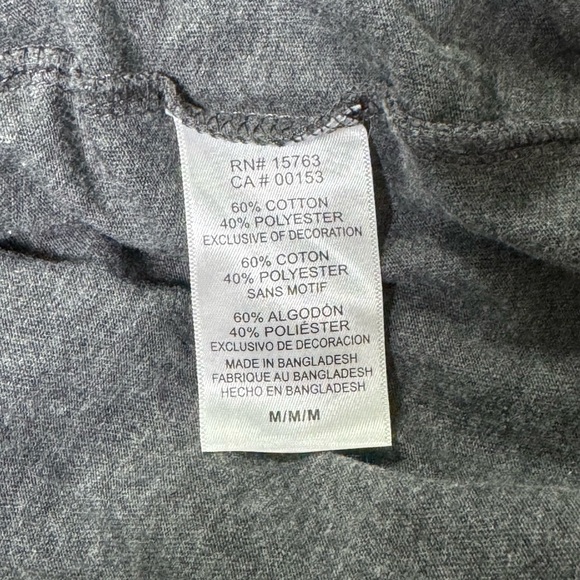 RN# 15763
CA # 00153
60% COTTON
40% POLYESTER
EXCLUSIVE OF DECORATION
60% COTON
40% POLYESTER
SANS MOTIF
60% ALGODÓN
40% POLIÉSTER
EXCLUSIVO DE DECORACION
MADE IN BANGLADESH
FABRIQUE AU BANGLADESH
HECHO EN BANGLADESH
M/M/M